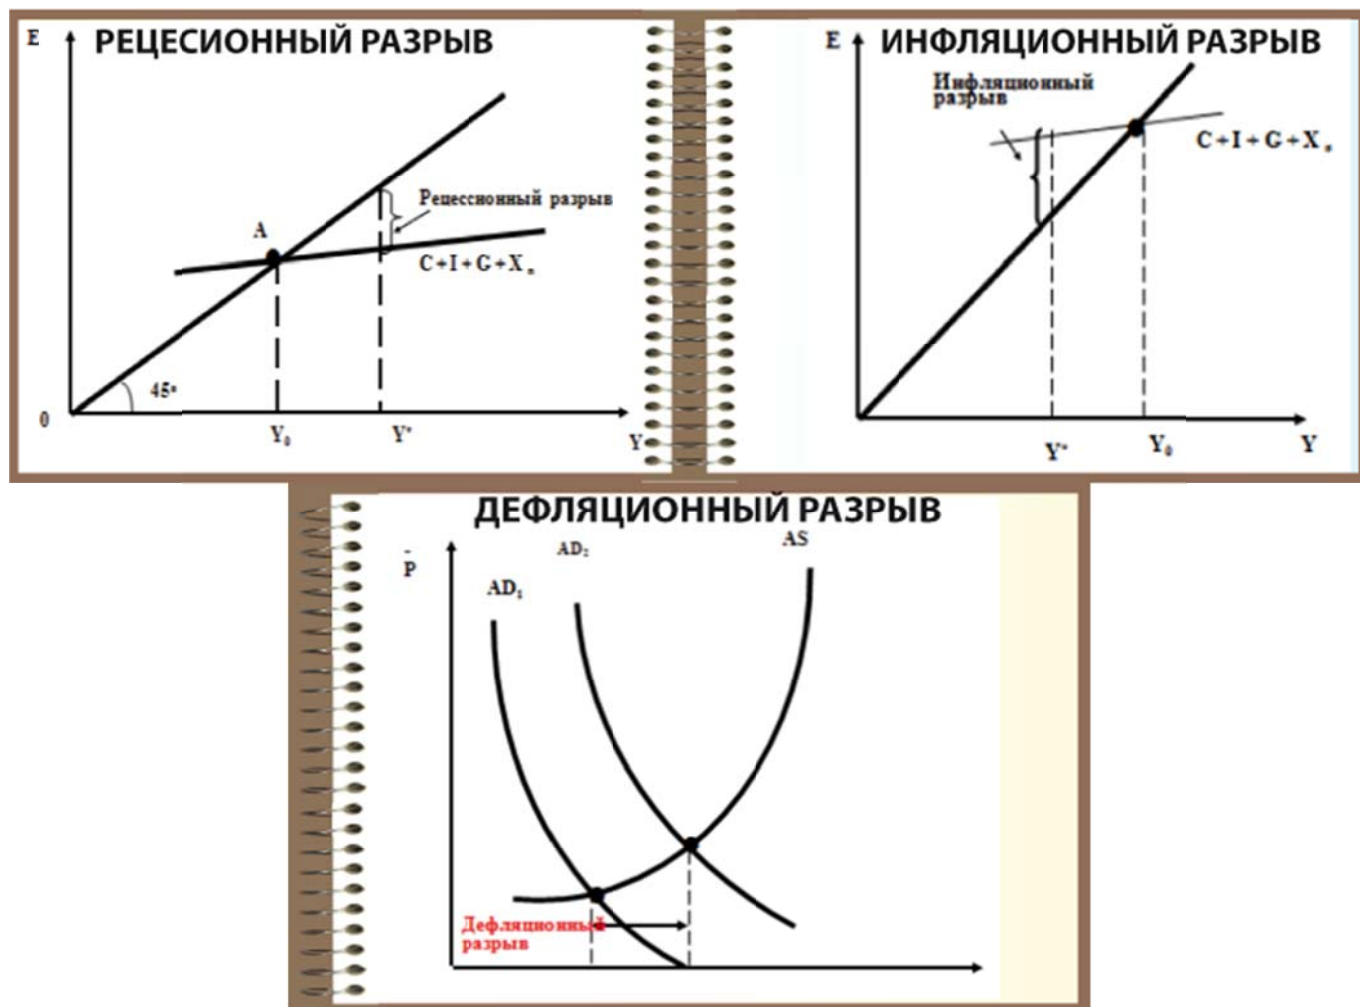 РЕЦЕСИОННЫЙ РАЗРЫВ
E
A
Рецессионный разрыв
C+I+G+Xn
45°
0
Y0
Y*
Y
ИНФЛЯЦИОННЫЙ РАЗРЫВ
E
Инфляционный
разрыв
C+I+G+Xn
Y*
Y0
Y
ДЕФЛЯЦИОННЫЙ РАЗРЫВ
P
AD1
AD2
AS
Дефляционный
разрыв